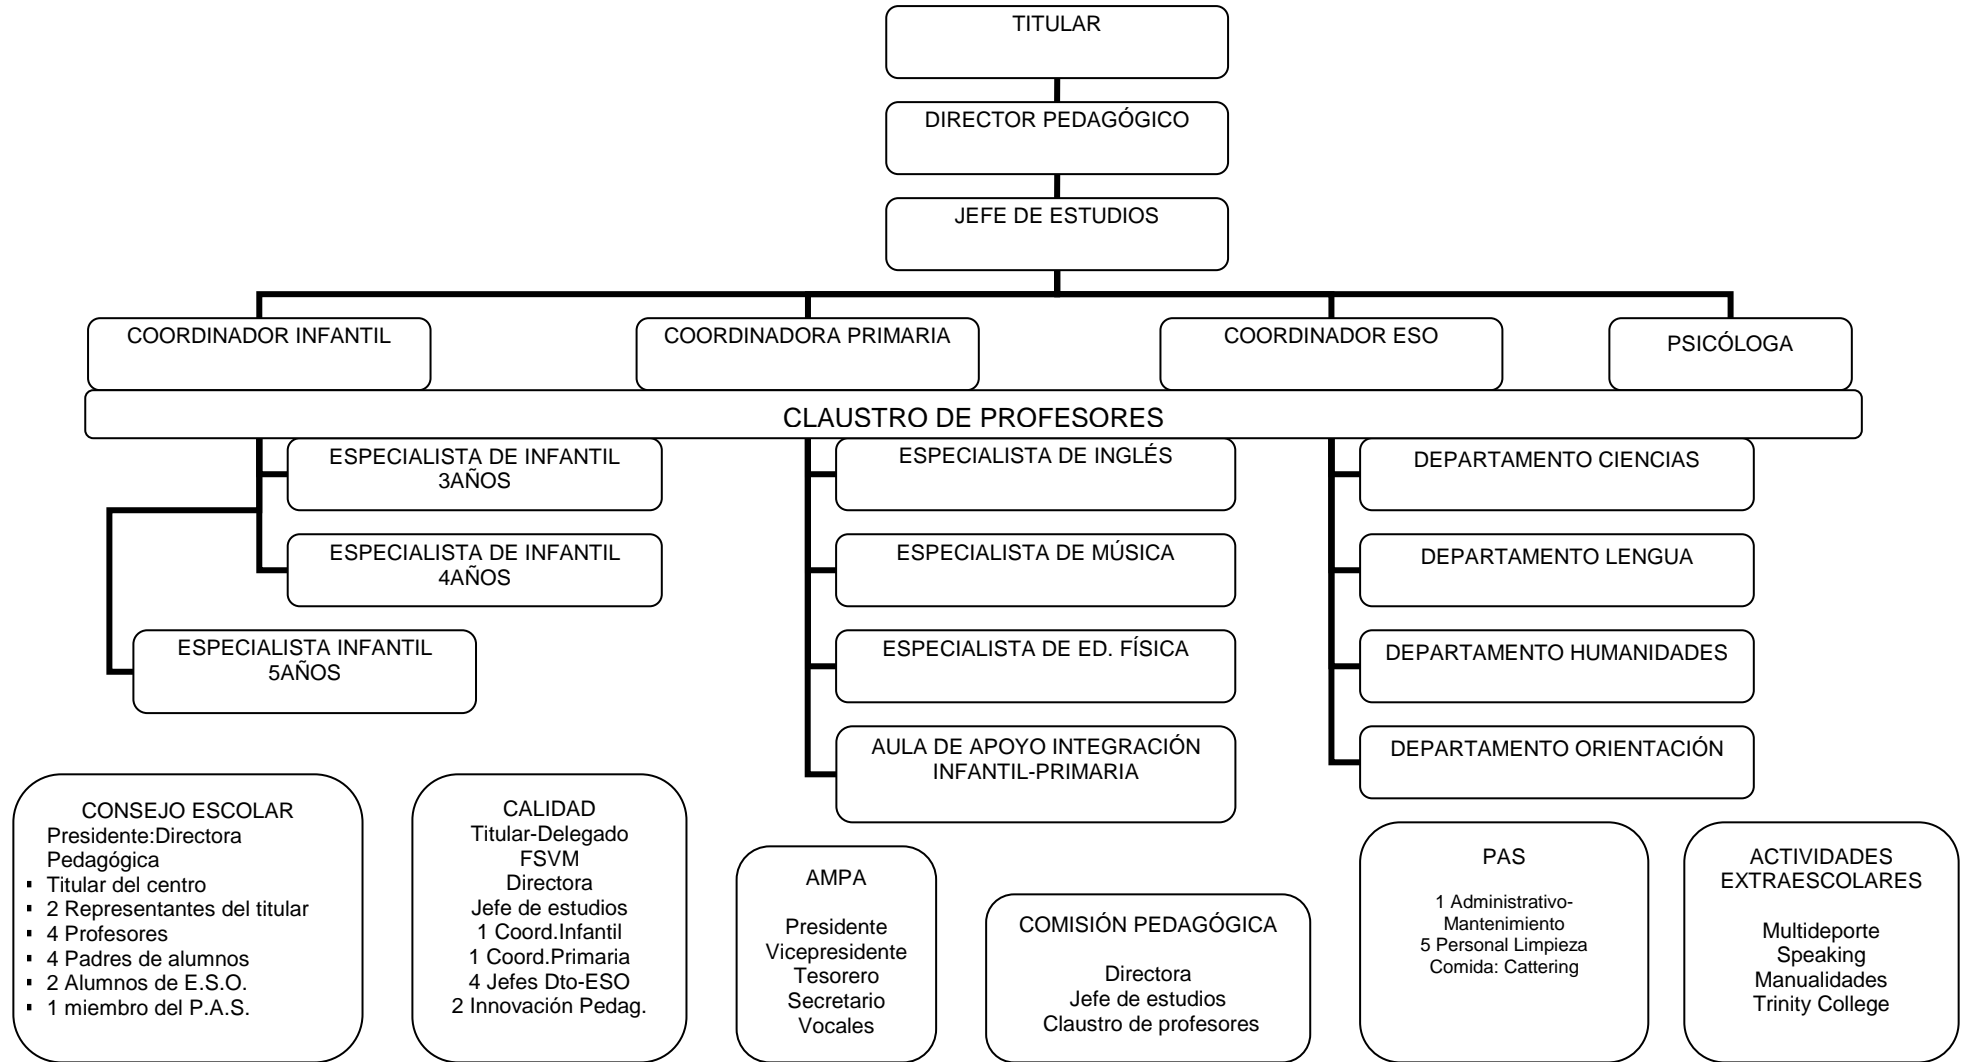 TITULAR
DIRECTOR PEDAGÓGICO
JEFE DE ESTUDIOS
COORDINADOR INFANTIL
COORDINADORA PRIMARIA
COORDINADOR ESO
PSICÓLOGA
CLAUSTRO DE PROFESORES
ESPECIALISTA DE INFANTIL
3AÑOS
ESPECIALISTA DE INFANTIL
4AÑOS
ESPECIALISTA INFANTIL
5AÑOS
ESPECIALISTA DE INGLÉS
ESPECIALISTA DE MÚSICA
ESPECIALISTA DE ED. FÍSICA
AULA DE APOYO INTEGRACIÓN
INFANTIL-PRIMARIA
DEPARTAMENTO CIENCIAS
DEPARTAMENTO LENGUA
DEPARTAMENTO HUMANIDADES
DEPARTAMENTO ORIENTACIÓN
CONSEJO ESCOLAR
Presidente:Directora
Pedagógica
▪ Titular del centro
▪ 2 Representantes del titular
▪ 4 Profesores
▪ 4 Padres de alumnos
▪ 2 Alumnos de E.S.O.
▪ 1 miembro del P.A.S.
CALIDAD
Titular-Delegado
FSVM
Directora
Jefe de estudios
1 Coord.Infantil
1 Coord.Primaria
4 Jefes Dto-ESO
2 Innovación Pedag.
AMPA
Presidente
Vicepresidente
Tesorero
Secretario
Vocales
COMISIÓN PEDAGÓGICA
Directora
Jefe de estudios
Claustro de profesores
PAS
1 Administrativo-
Mantenimiento
5 Personal Limpieza
Comida: Cattering
ACTIVIDADES
EXTRAESCOLARES
Multideporte
Speaking
Manualidades
Trinity College